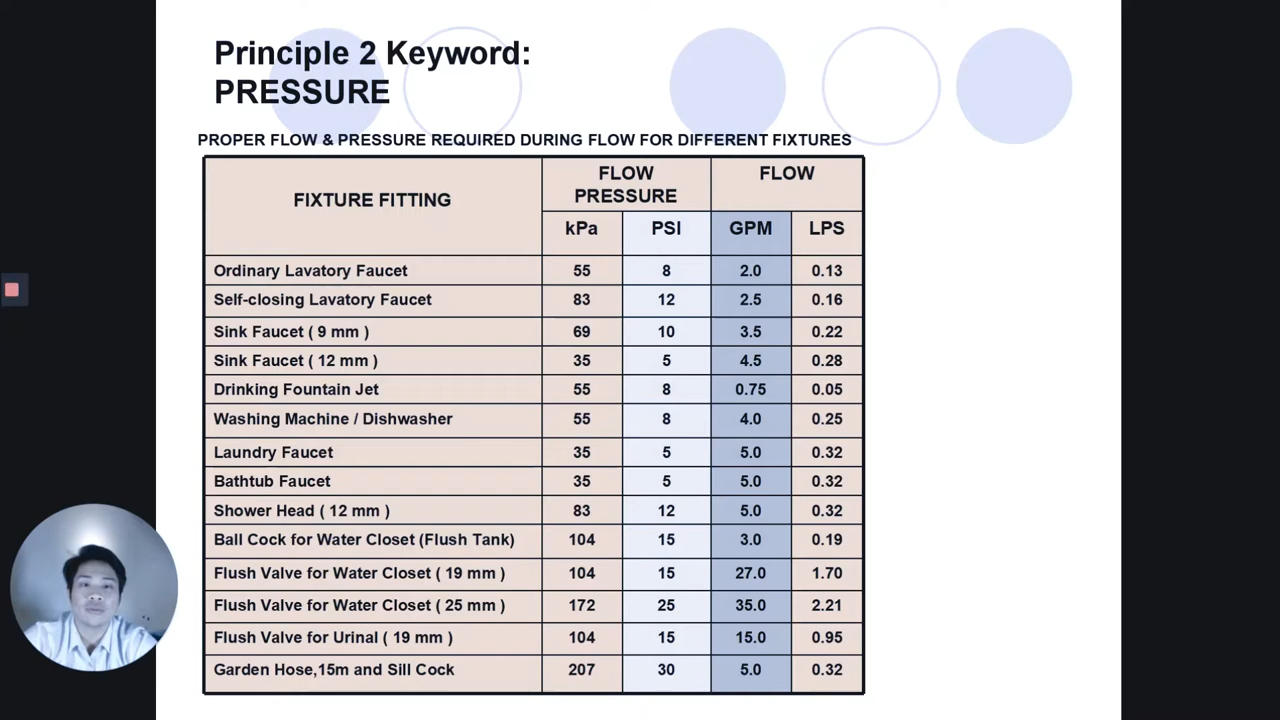 Principle 2 Keyword:
PRESSURE
PROPER FLOW & PRESSURE REQUIRED DURING FLOW FOR DIFFERENT FIXTURES
FIXTURE FITTING FLOW PRESSURE FLOW
kPa PSI GPM LPS
Ordinary Lavatory Faucet 55 8 2.0 0.13
Self-closing Lavatory Faucet 83 12 2.5 0.16
Sink Faucet ( 9 mm ) 69 10 3.5 0.22
Sink Faucet ( 12 mm ) 35 5 4.5 0.28
Drinking Fountain Jet 55 8 0.75 0.05
Washing Machine / Dishwasher 55 8 4.0 0.25
Laundry Faucet 35 5 5.0 0.32
Bathtub Faucet 35 5 5.0 0.32
Shower Head ( 12 mm ) 83 12 5.0 0.32
Ball Cock for Water Closet (Flush Tank) 104 15 3.0 0.19
Flush Valve for Water Closet ( 19 mm ) 104 15 27.0 1.70
Flush Valve for Water Closet ( 25 mm ) 172 25 35.0 2.21
Flush Valve for Urinal ( 19 mm ) 104 15 15.0 0.95
Garden Hose,15m and Sill Cock 207 30 5.0 0.32